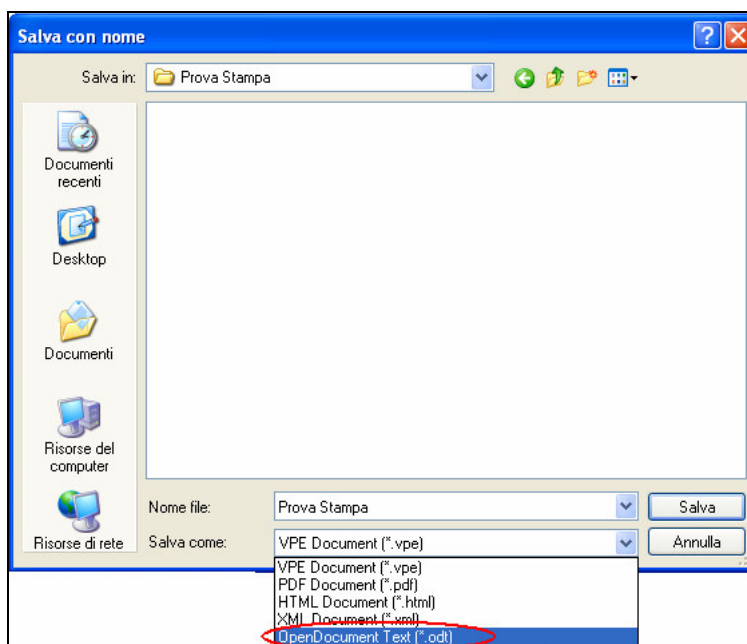 Salva con nome
Salva in:
Prova Stampa
Documenti
recenti
Desktop
Documenti
Risorse del
computer
Risorse di rete
Nome file:
Prova Stampa
Salva
Salva come:
VPE Document (*.vpe)
Annulla
VPE Document (*.vpe)
PDF Document (*.pdf)
HTML Document (*.html)
XML Document (*.xml)
OpenDocument Text (*.odt)